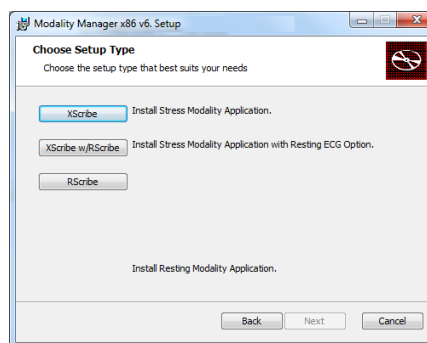 Modality Manager x86 v6. Setup
Choose Setup Type
Choose the setup type that best suits your needs
XScribe Install Stress Modality Application.
XScribe w/RScribe Install Stress Modality Application with Resting ECG Option.
RScribe
Install Resting Modality Application.
Back Next Cancel